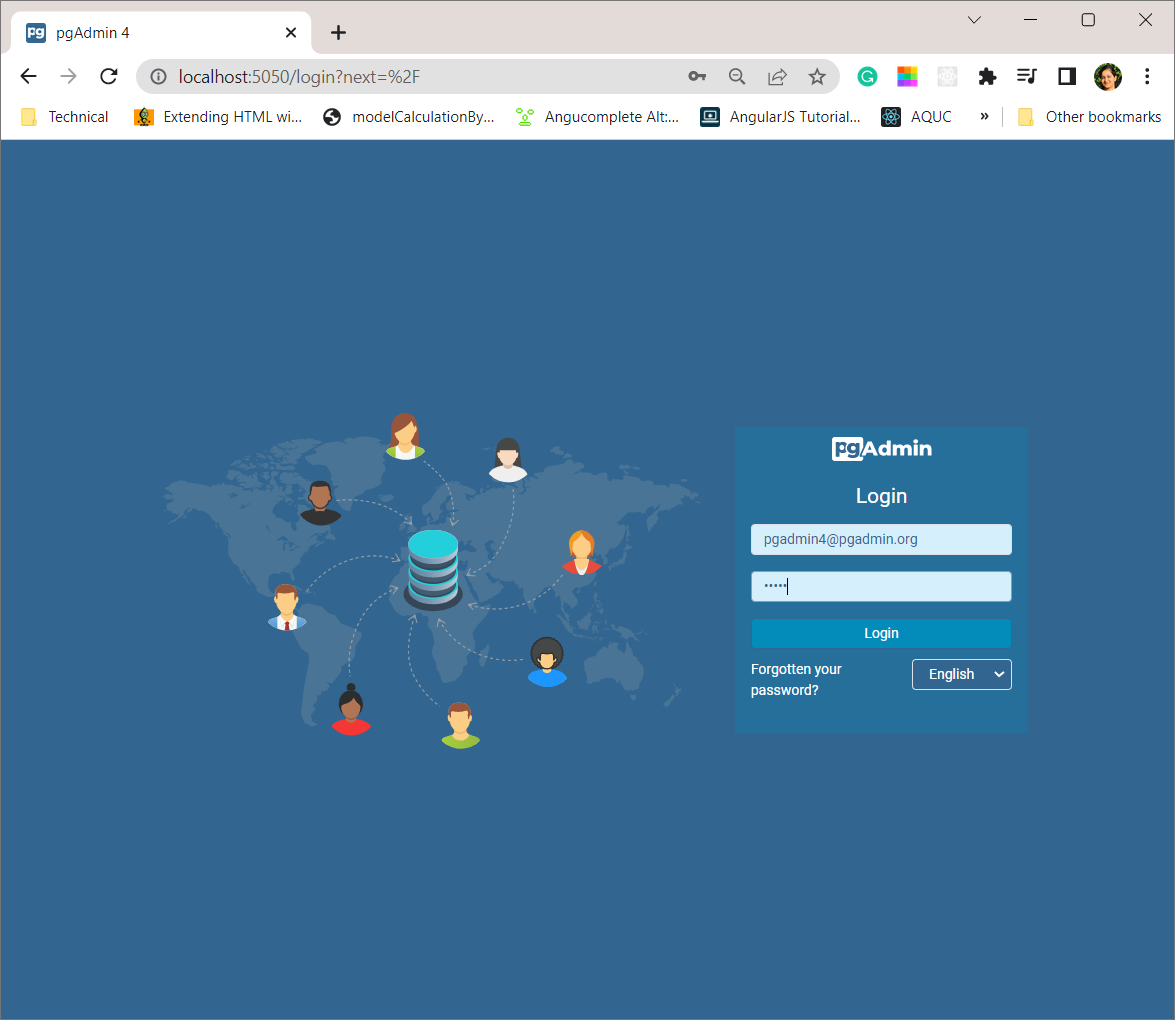 pg pgAdmin 4
localhost:5050/login?next=%2F
Technical Extending HTML wi... modelCalculationBy... Angucomplete Alt:... AngularJS Tutorial... AQUC » Other bookmarks
pgAdmin
Login
pgadmin4@pgadmin.org
•••••
Login
Forgotten your
password?
English